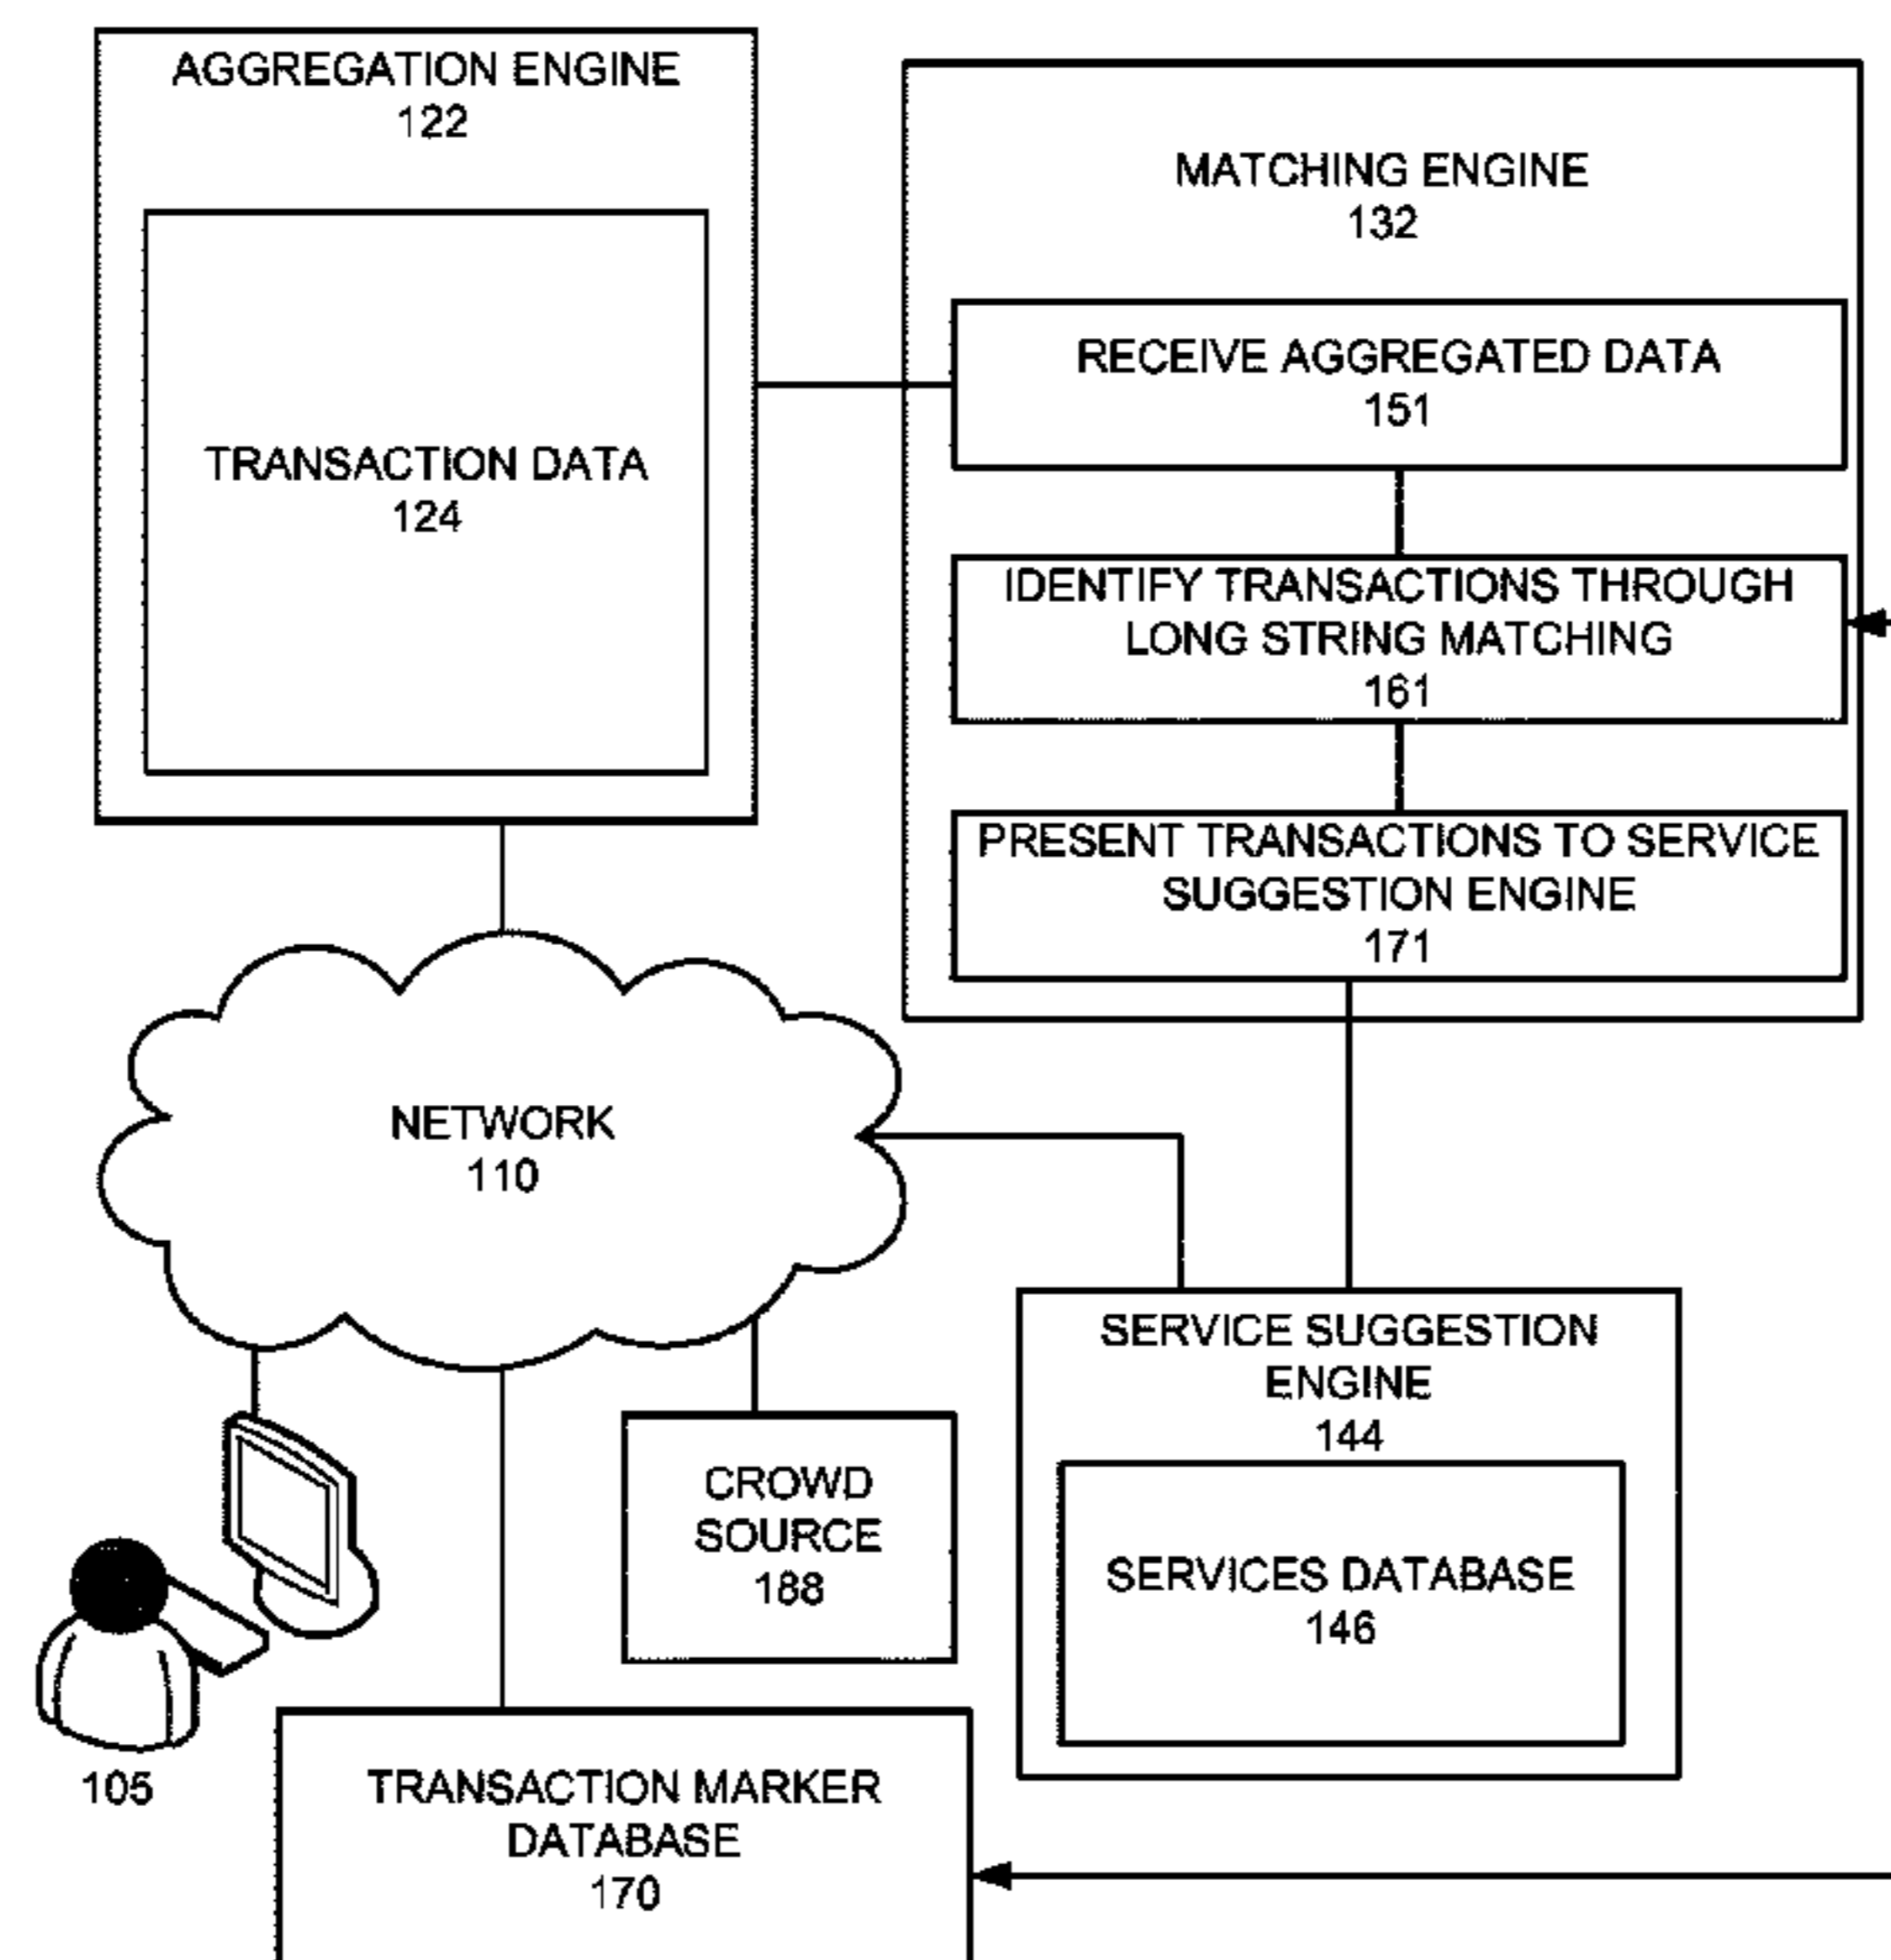 AGGREGATION ENGINE
122
TRANSACTION DATA
124
MATCHING ENGINE
132
RECEIVE AGGREGATED DATA
151
IDENTIFY TRANSACTIONS THROUGH
LONG STRING MATCHING
161
PRESENT TRANSACTIONS TO SERVICE
SUGGESTION ENGINE
171
NETWORK
110
SERVICE SUGGESTION
ENGINE
144
SERVICES DATABASE
146
CROWD
SOURCE
188
105
TRANSACTION MARKER
DATABASE
170